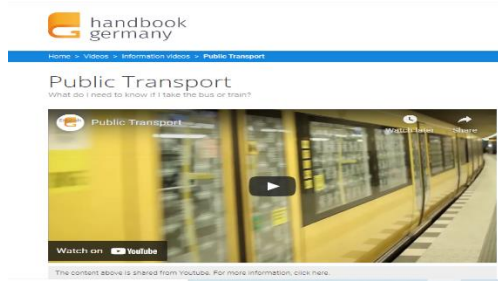 handbook
germany
Home > Videos > Information videos > Public Transport
Public Transport
What do I need to know if I take the bus or train?
Public Transport
Watch later
Share
Watch on YouTube
The content above is shared from Youtube. For more information, click here.